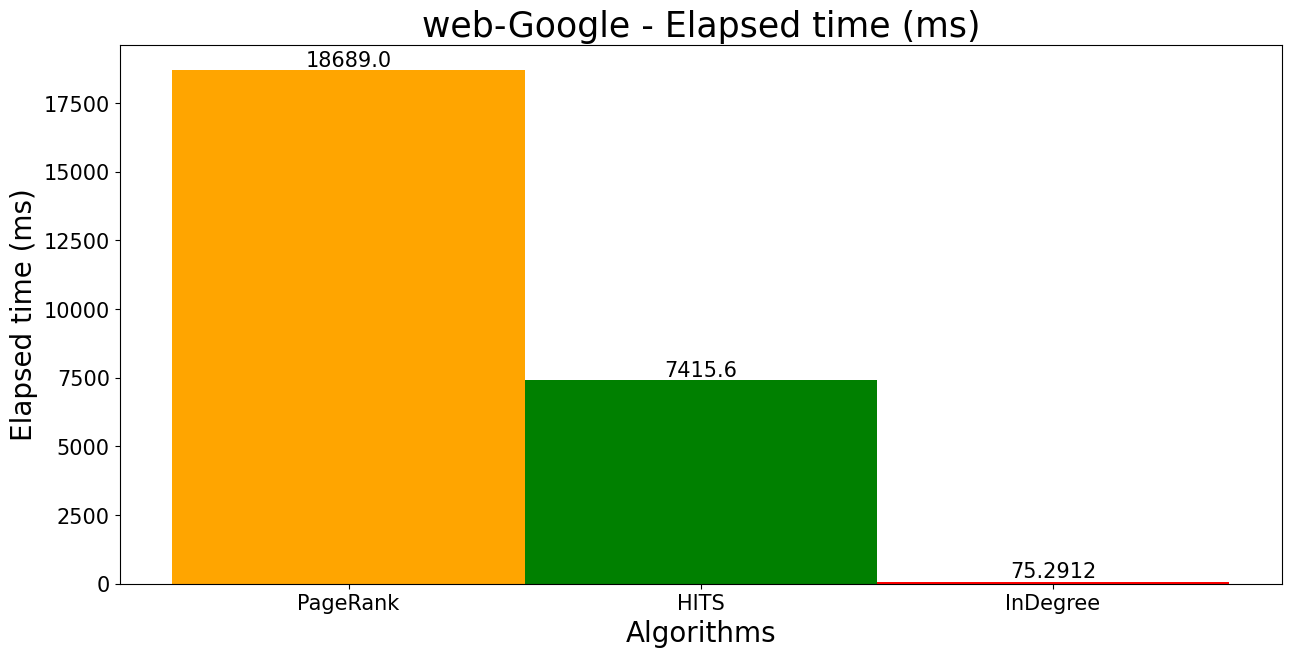 web-Google - Elapsed time (ms)
18689.0
7415.6
75.2912
17500
15000
12500
10000
7500
5000
2500
0
Elapsed time (ms)
PageRank
HITS
InDegree
Algorithms